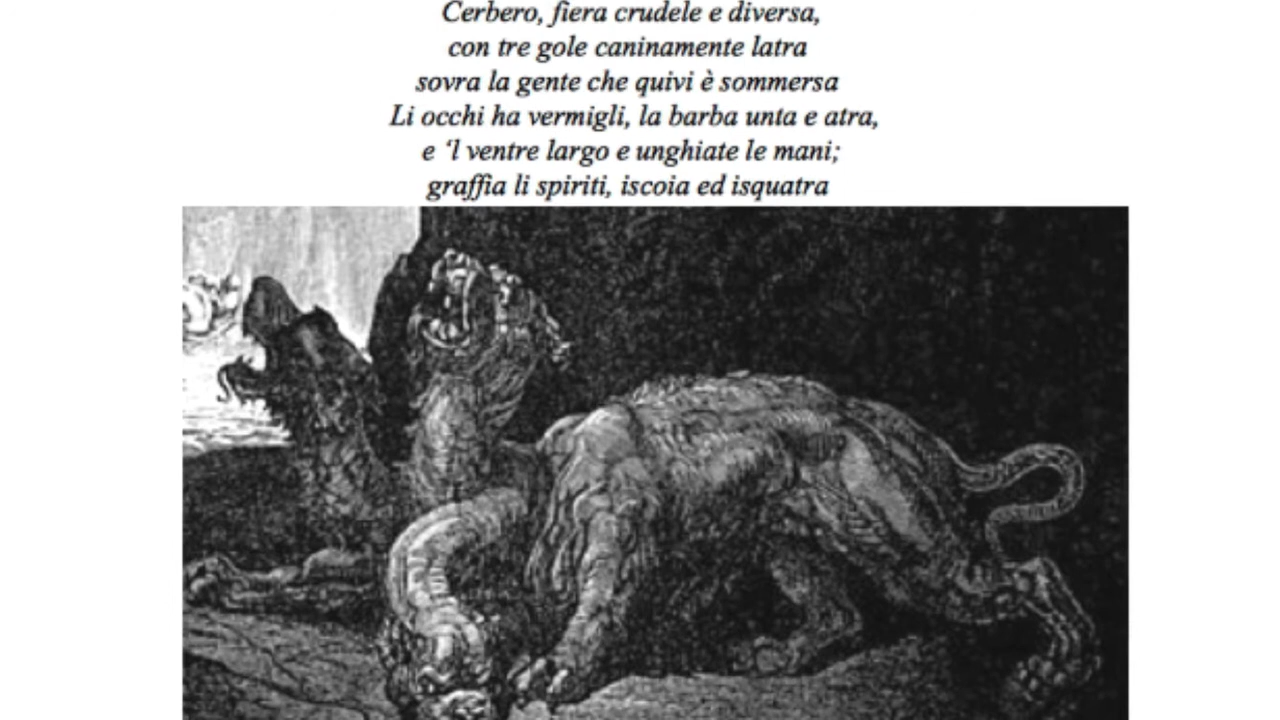 Cerbero, fiera crudele e diversa,
con tre gole caninamente latra
sovra la gente che quivi è sommersa
Li occhi ha vermigli, la barba unta e atra,
e ‘l ventre largo e unghiate le mani;
graffia li spiriti, iscoia ed isquatra